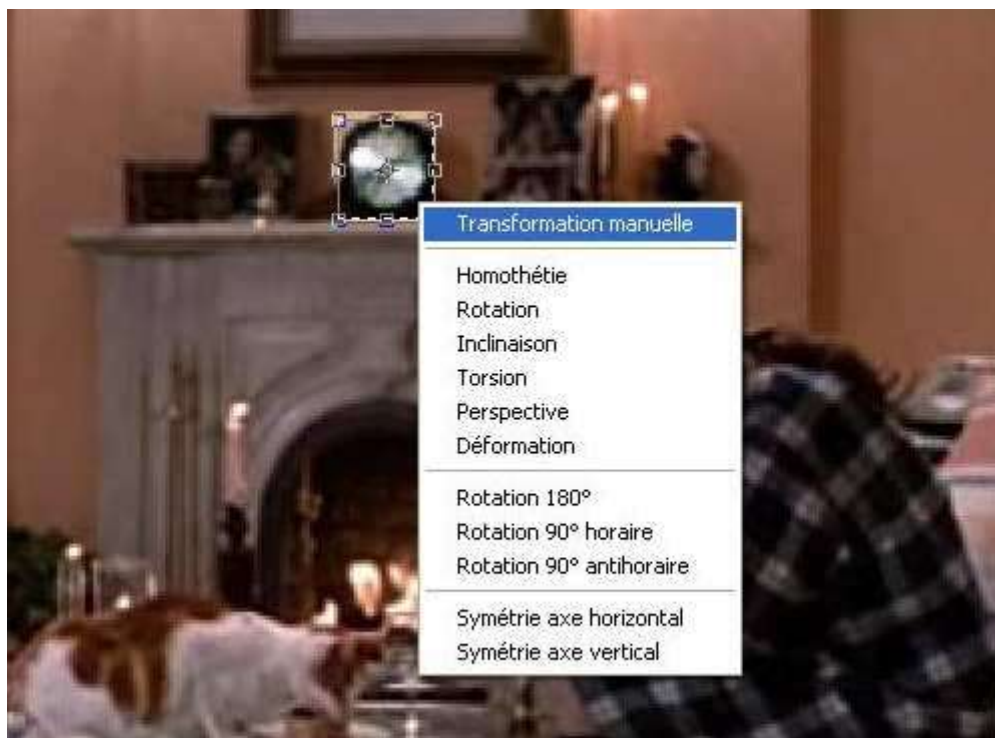 Transformation manuelle
Homothétie
Rotation
Inclinaison
Torsion
Perspective
Déformation
Rotation 180°
Rotation 90° horaire
Rotation 90° antihoraire
Symétrie axe horizontal
Symétrie axe vertical